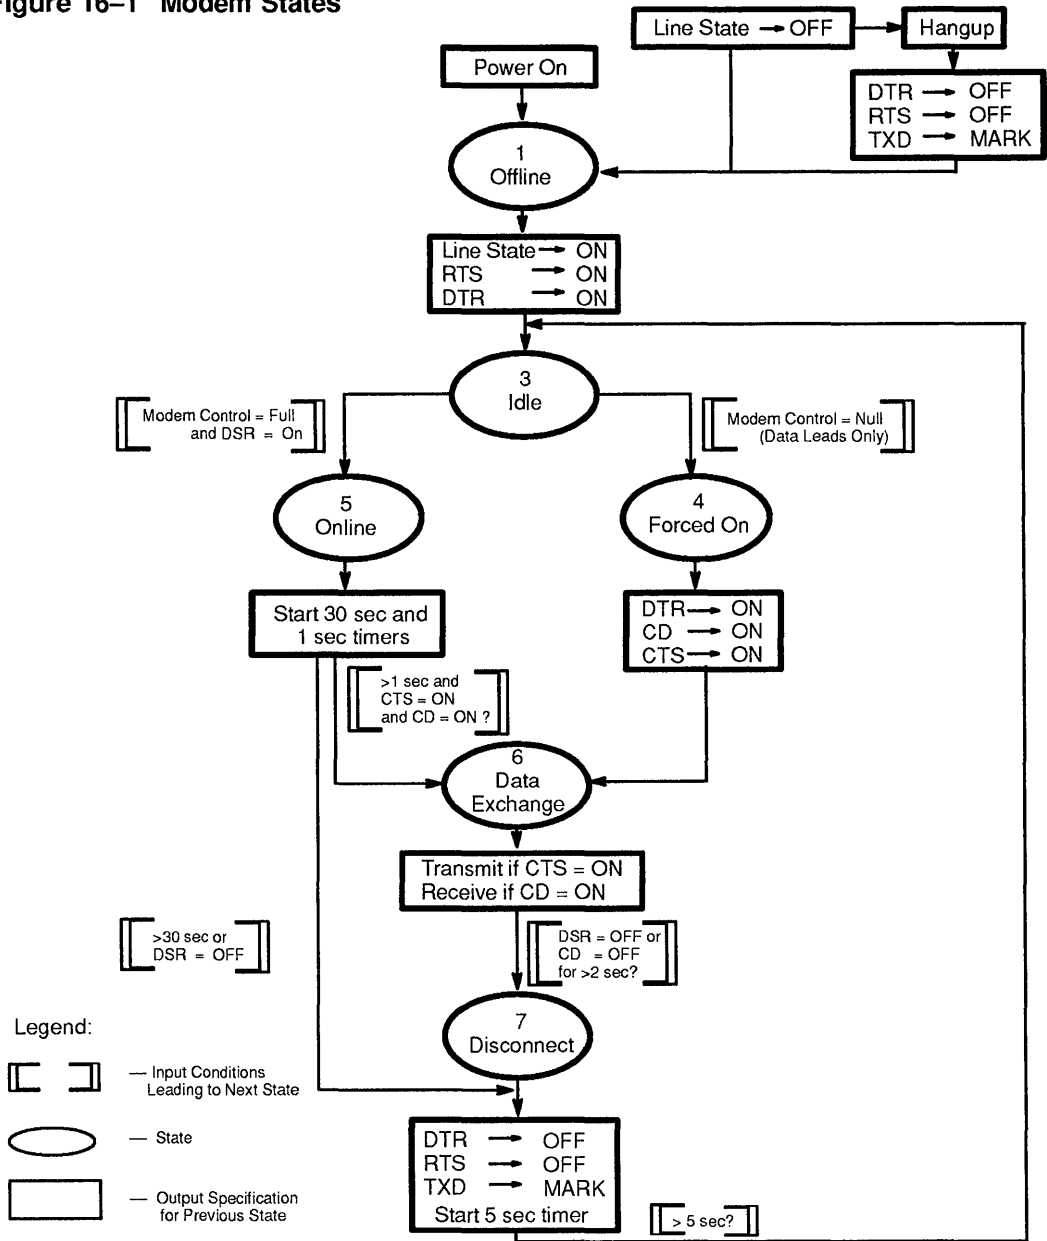 Figure 16–1 Modem States
Line State → OFF
Hangup
Power On
DTR → OFF
RTS → OFF
TXD → MARK
1
Offline
Line State → ON
RTS → ON
DTR → ON
3
Idle
Modem Control = Full
and DSR = On
Modem Control = Null
(Data Leads Only)
5
Online
4
Forced On
Start 30 sec and
1 sec timers
DTR → ON
CD → ON
CTS → ON
>1 sec and
CTS = ON
and CD = ON ?
6
Data
Exchange
Transmit if CTS = ON
Receive if CD = ON
>30 sec or
DSR = OFF
DSR = OFF or
CD = OFF
for >2 sec?
7
Disconnect
Legend:
— Input Conditions
Leading to Next State
— State
— Output Specification
for Previous State
DTR → OFF
RTS → OFF
TXD → MARK
Start 5 sec timer
> 5 sec?